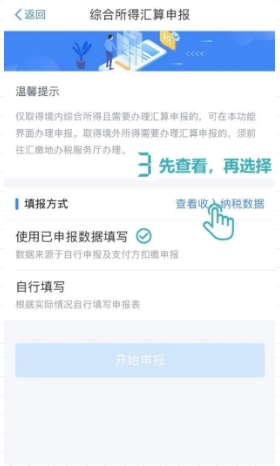 返回
综合所得汇算申报
温馨提示
仅取得境内综合所得且需要办理汇算申报的，可在本功能
界面办理申报。取得境外所得需要办理汇算申报的，须前
往汇缴地办税服务厅办理。
3 先查看，再选择
填报方式
查看收入纳税数据
使用已申报数据填写
数据来源于自行申报及支付方扣缴申报
自行填写
根据实际情况自行填写申报表
开始申报